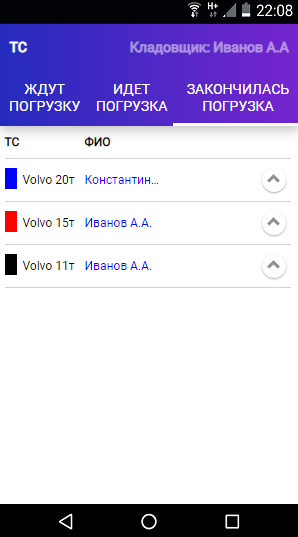 H+ 22:08
ТС Кладовщик: Иванов А.А
ЖДУТ ПОГРУЗКУ
ИДЕТ ПОГРУЗКА
ЗАКОНЧИЛАСЬ ПОГРУЗКА
ТС ФИО
Volvo 20т Константин...
Volvo 15т Иванов А.А.
Volvo 11т Иванов А.А.